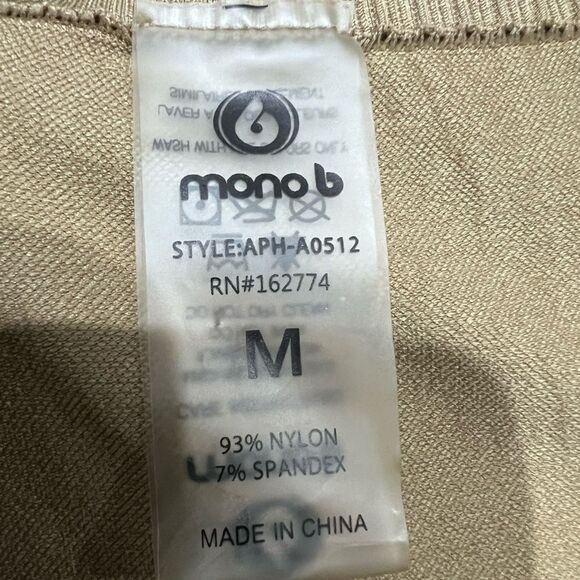 mono b
STYLE:APH-A0512
RN#162774
M
93% NYLON
7% SPANDEX
MADE IN CHINA